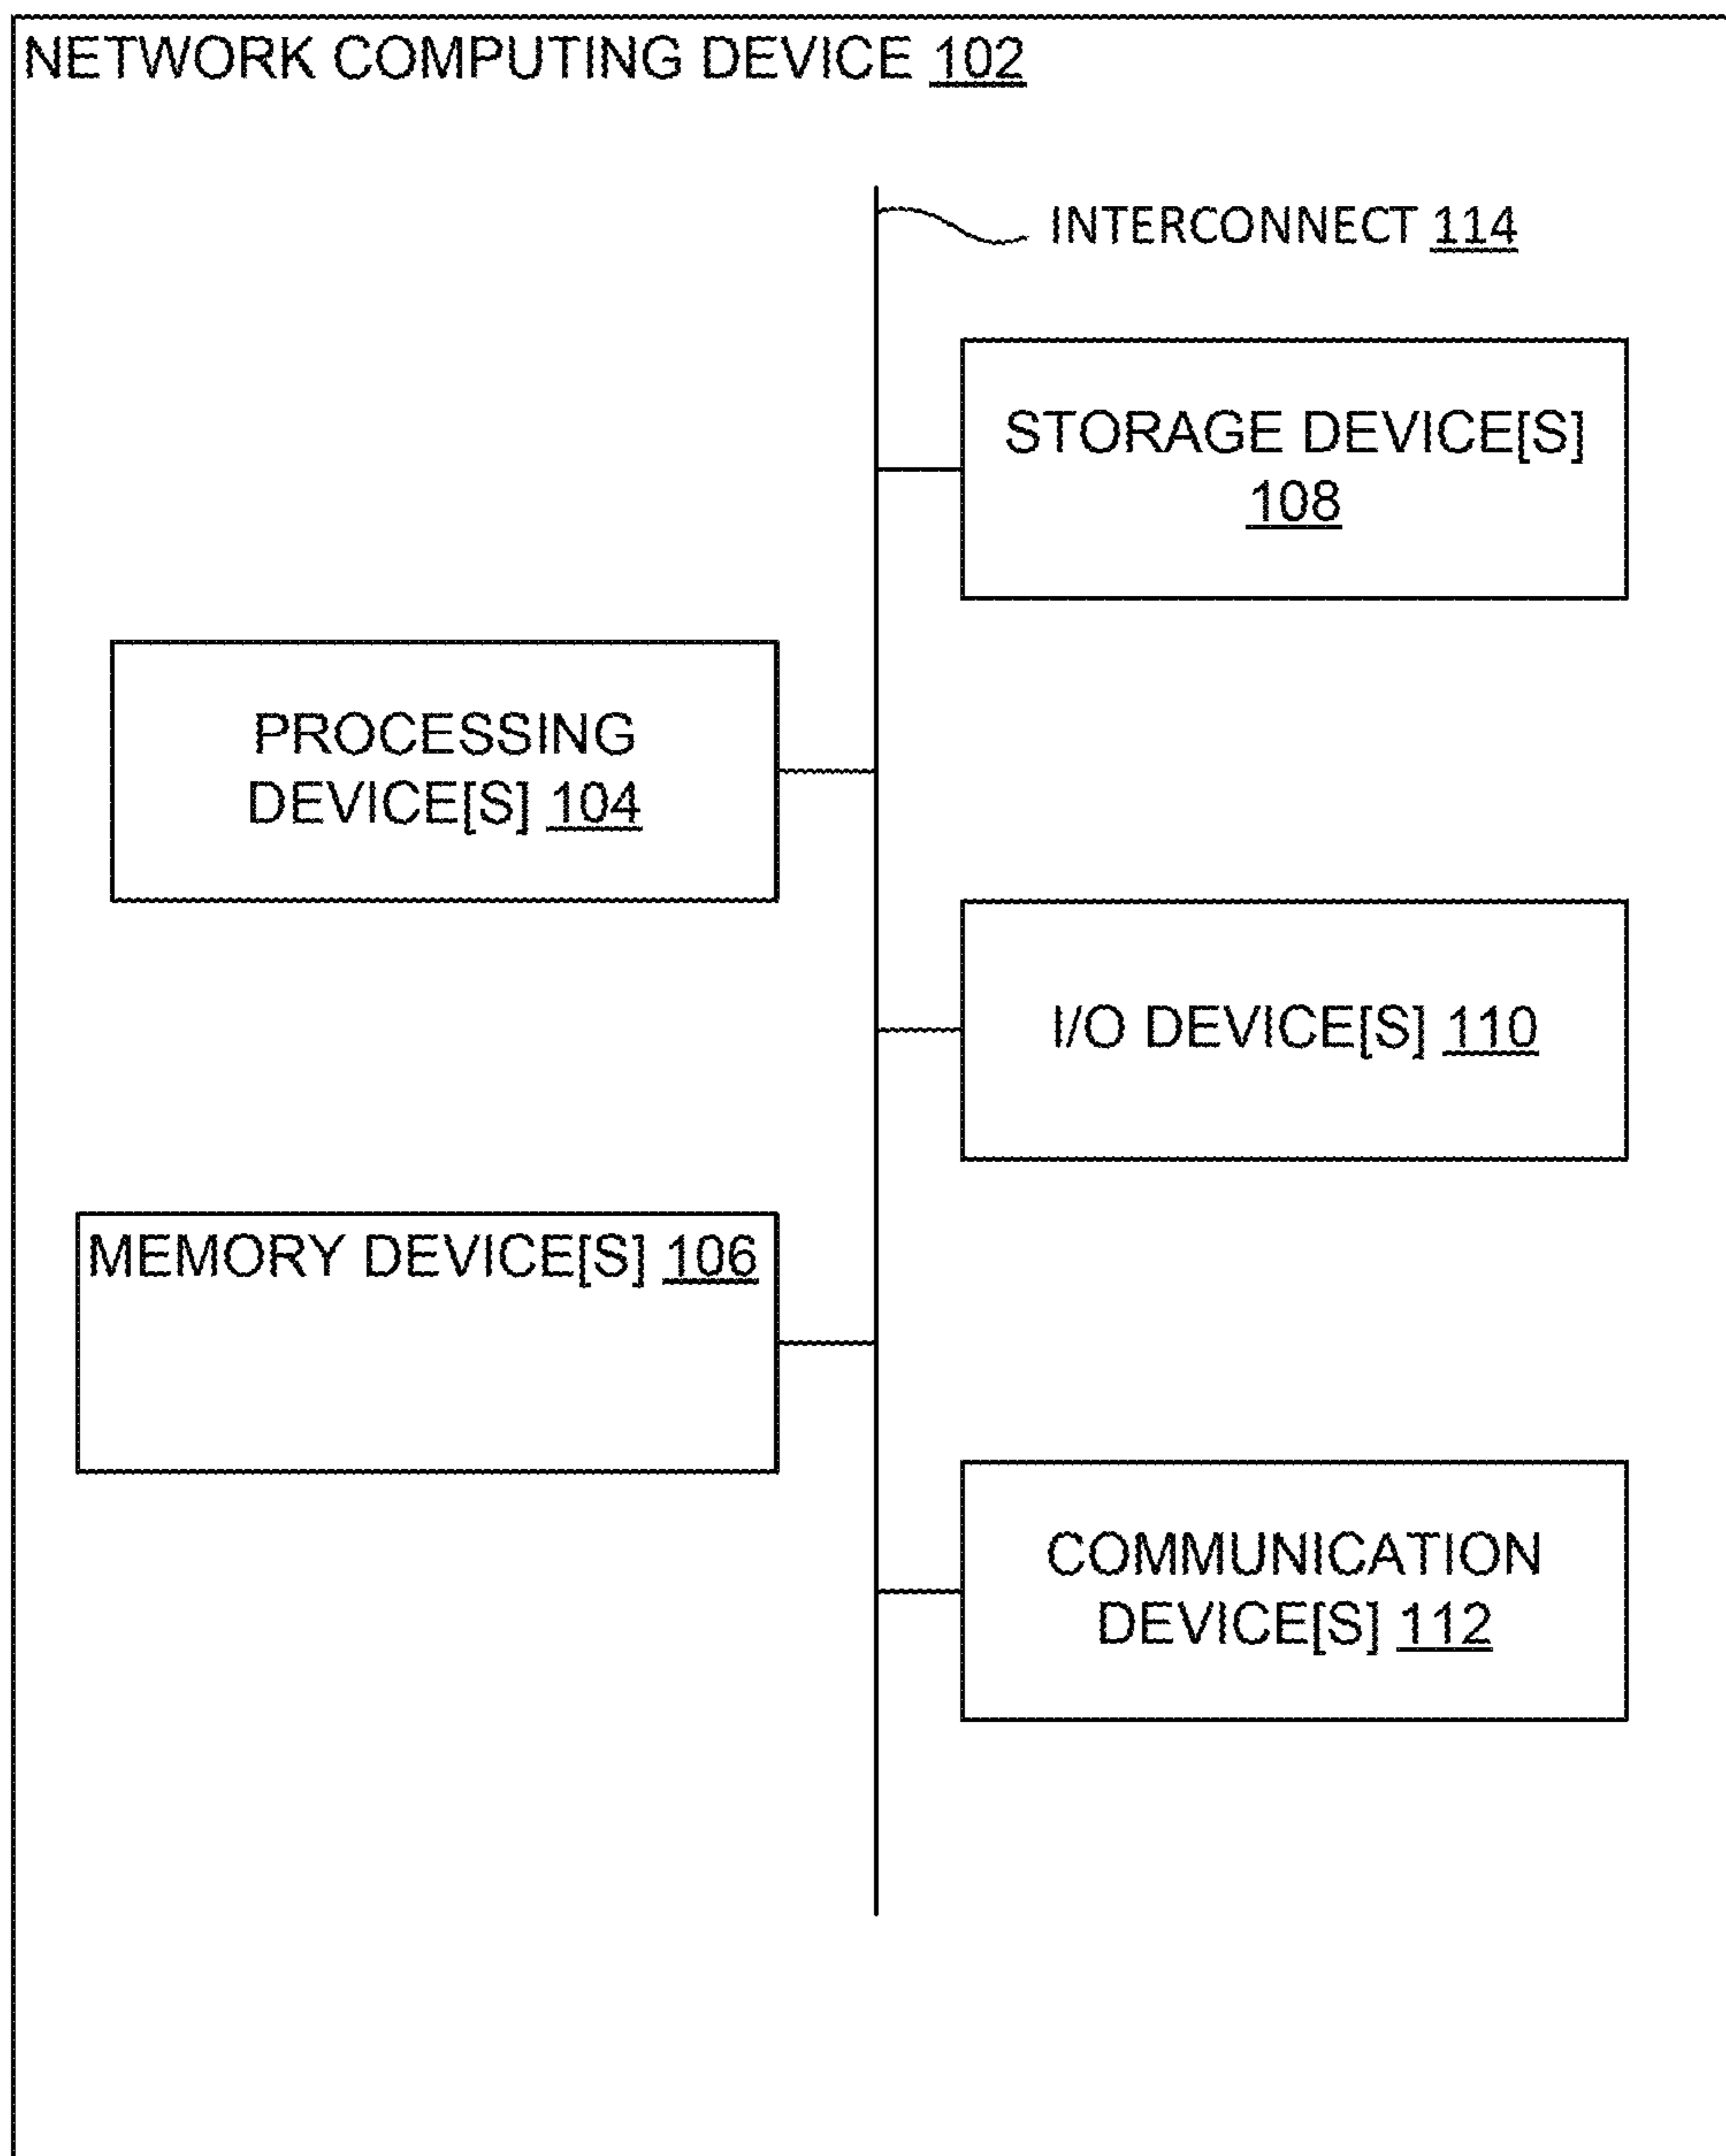 NETWORK COMPUTING DEVICE 102
INTERCONNECT 114
STORAGE DEVICE[S]
108
PROCESSING
DEVICE[S] 104
I/O DEVICE[S] 110
MEMORY DEVICE[S] 106
COMMUNICATION
DEVICE[S] 112